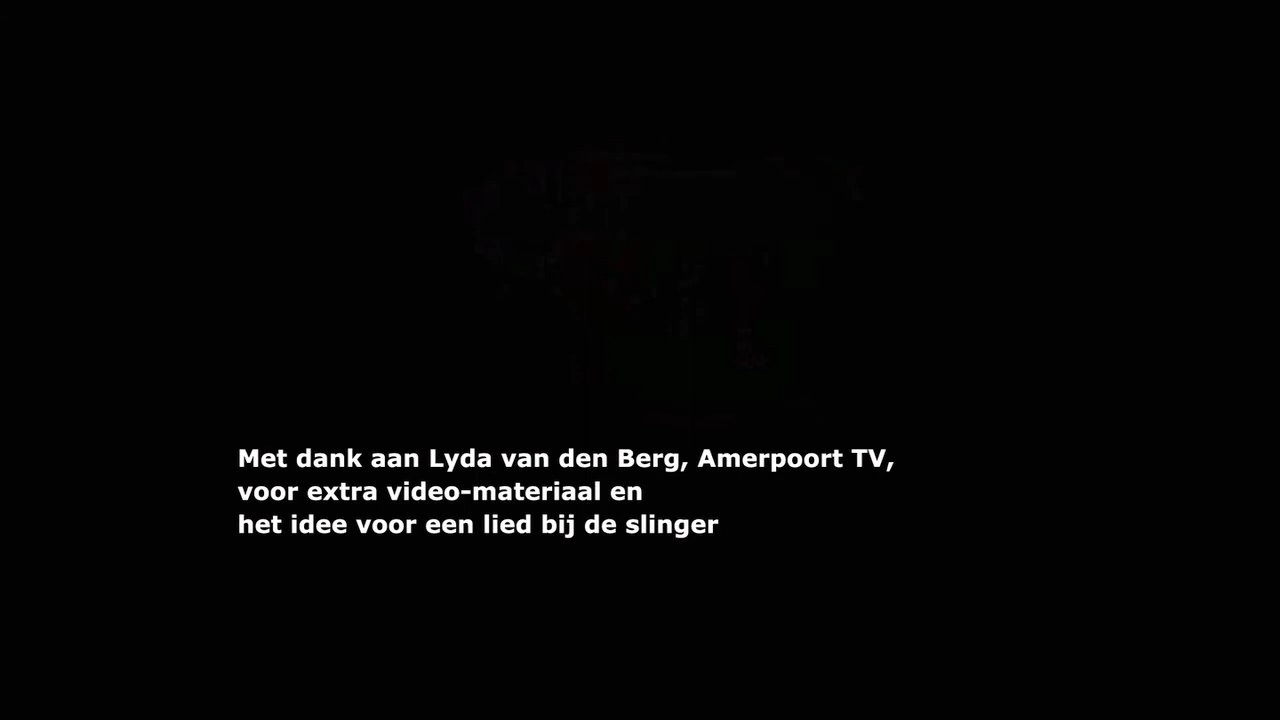 Met dank aan Lyda van den Berg, Amerpoort TV,
voor extra video-materiaal en
het idee voor een lied bij de slinger